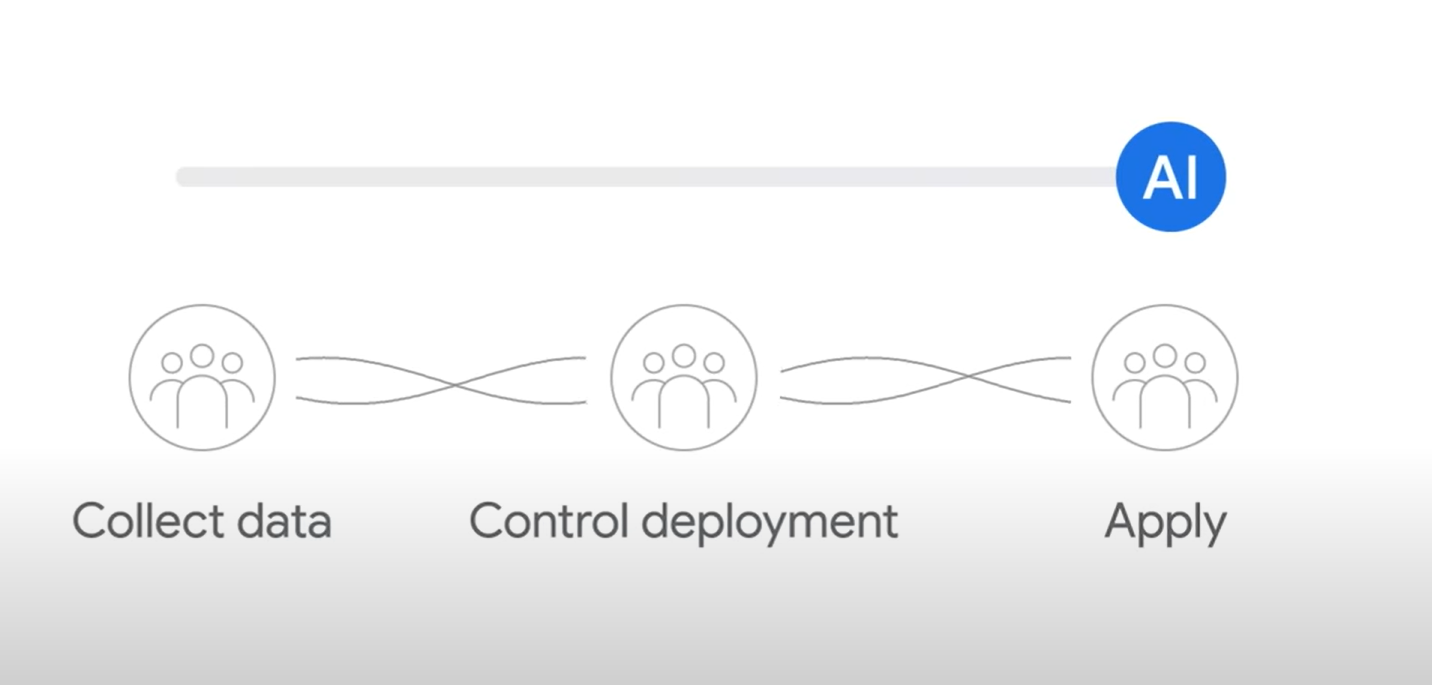 AI
Collect data
Control deployment
Apply